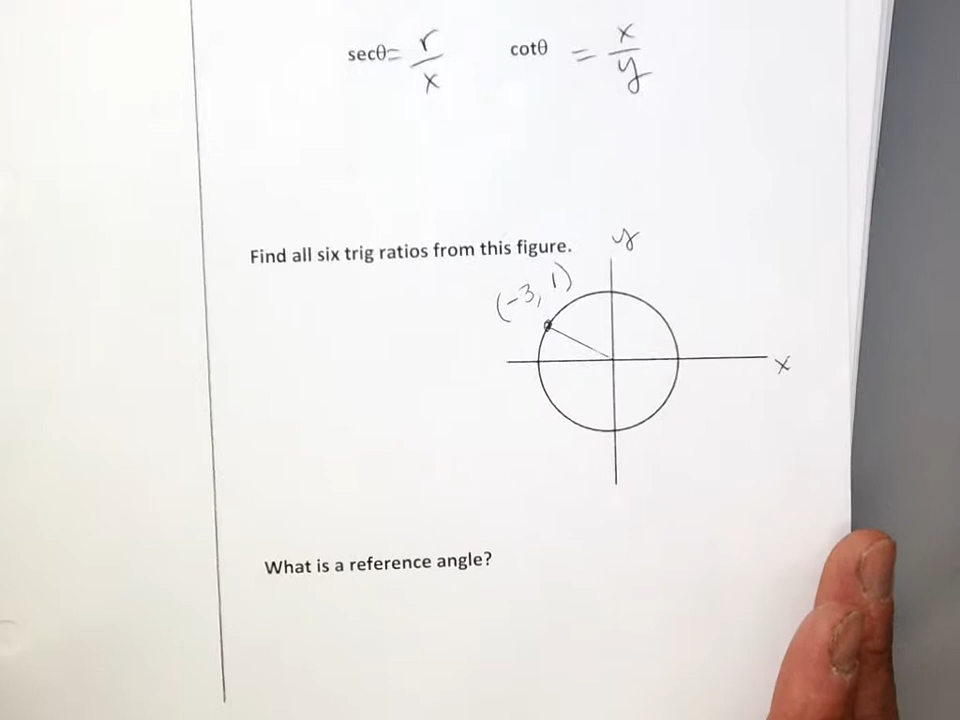 secθ= r/x cotθ = x/y
y
Find all six trig ratios from this figure.
(-3, 1)
x
What is a reference angle?